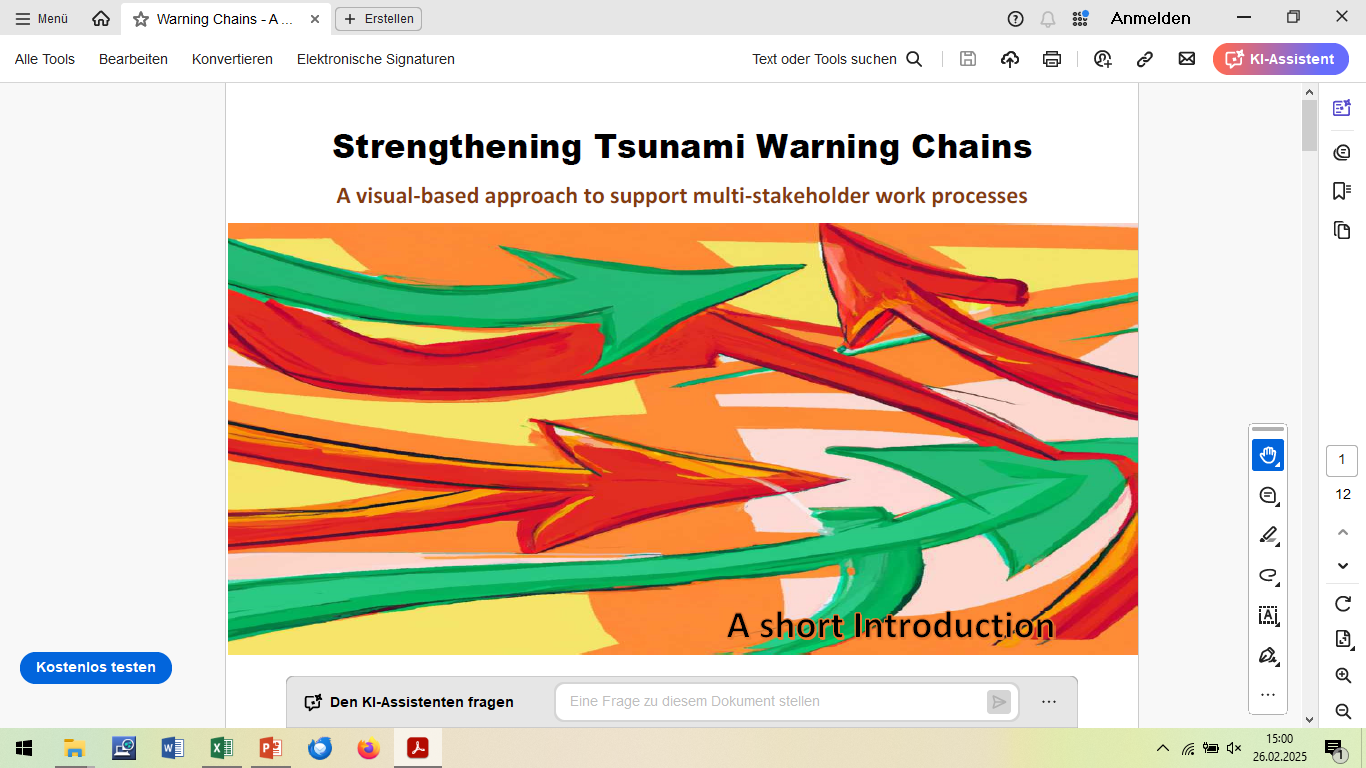 Menü
Warning Chains - A ...
Erstellen
Anmelden
Alle Tools
Bearbeiten
Konvertieren
Elektronische Signaturen
Text oder Tools suchen
KI-Assistent
Strengthening Tsunami Warning Chains
A visual-based approach to support multi-stakeholder work processes
A short Introduction
1
12
Kostenlos testen
Den KI-Assistenten fragen
Eine Frage zu diesem Dokument stellen
15:00
26.02.2025
1